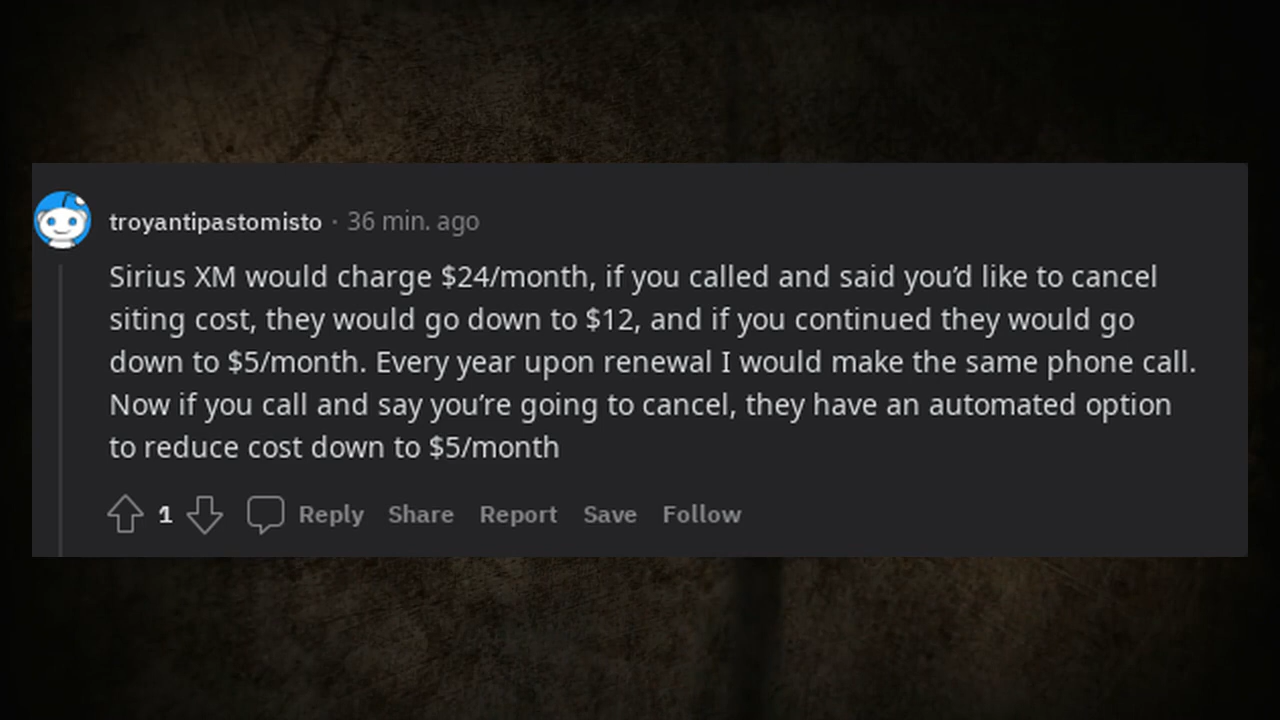 troyantipastomisto · 36 min. ago
Sirius XM would charge $24/month, if you called and said you’d like to cancel
siting cost, they would go down to $12, and if you continued they would go
down to $5/month. Every year upon renewal I would make the same phone call.
Now if you call and say you’re going to cancel, they have an automated option
to reduce cost down to $5/month
1 Reply Share Report Save Follow